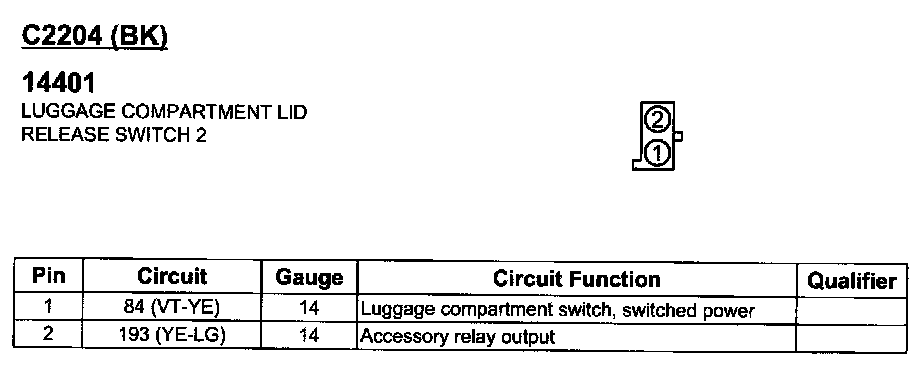 C2204 (BK)
14401
LUGGAGE COMPARTMENT LID
RELEASE SWITCH 2
2
1
Pin Circuit Gauge Circuit Function Qualifier
1 84 (VT-YE) 14 Luggage compartment switch, switched power
2 193 (YE-LG) 14 Accessory relay output